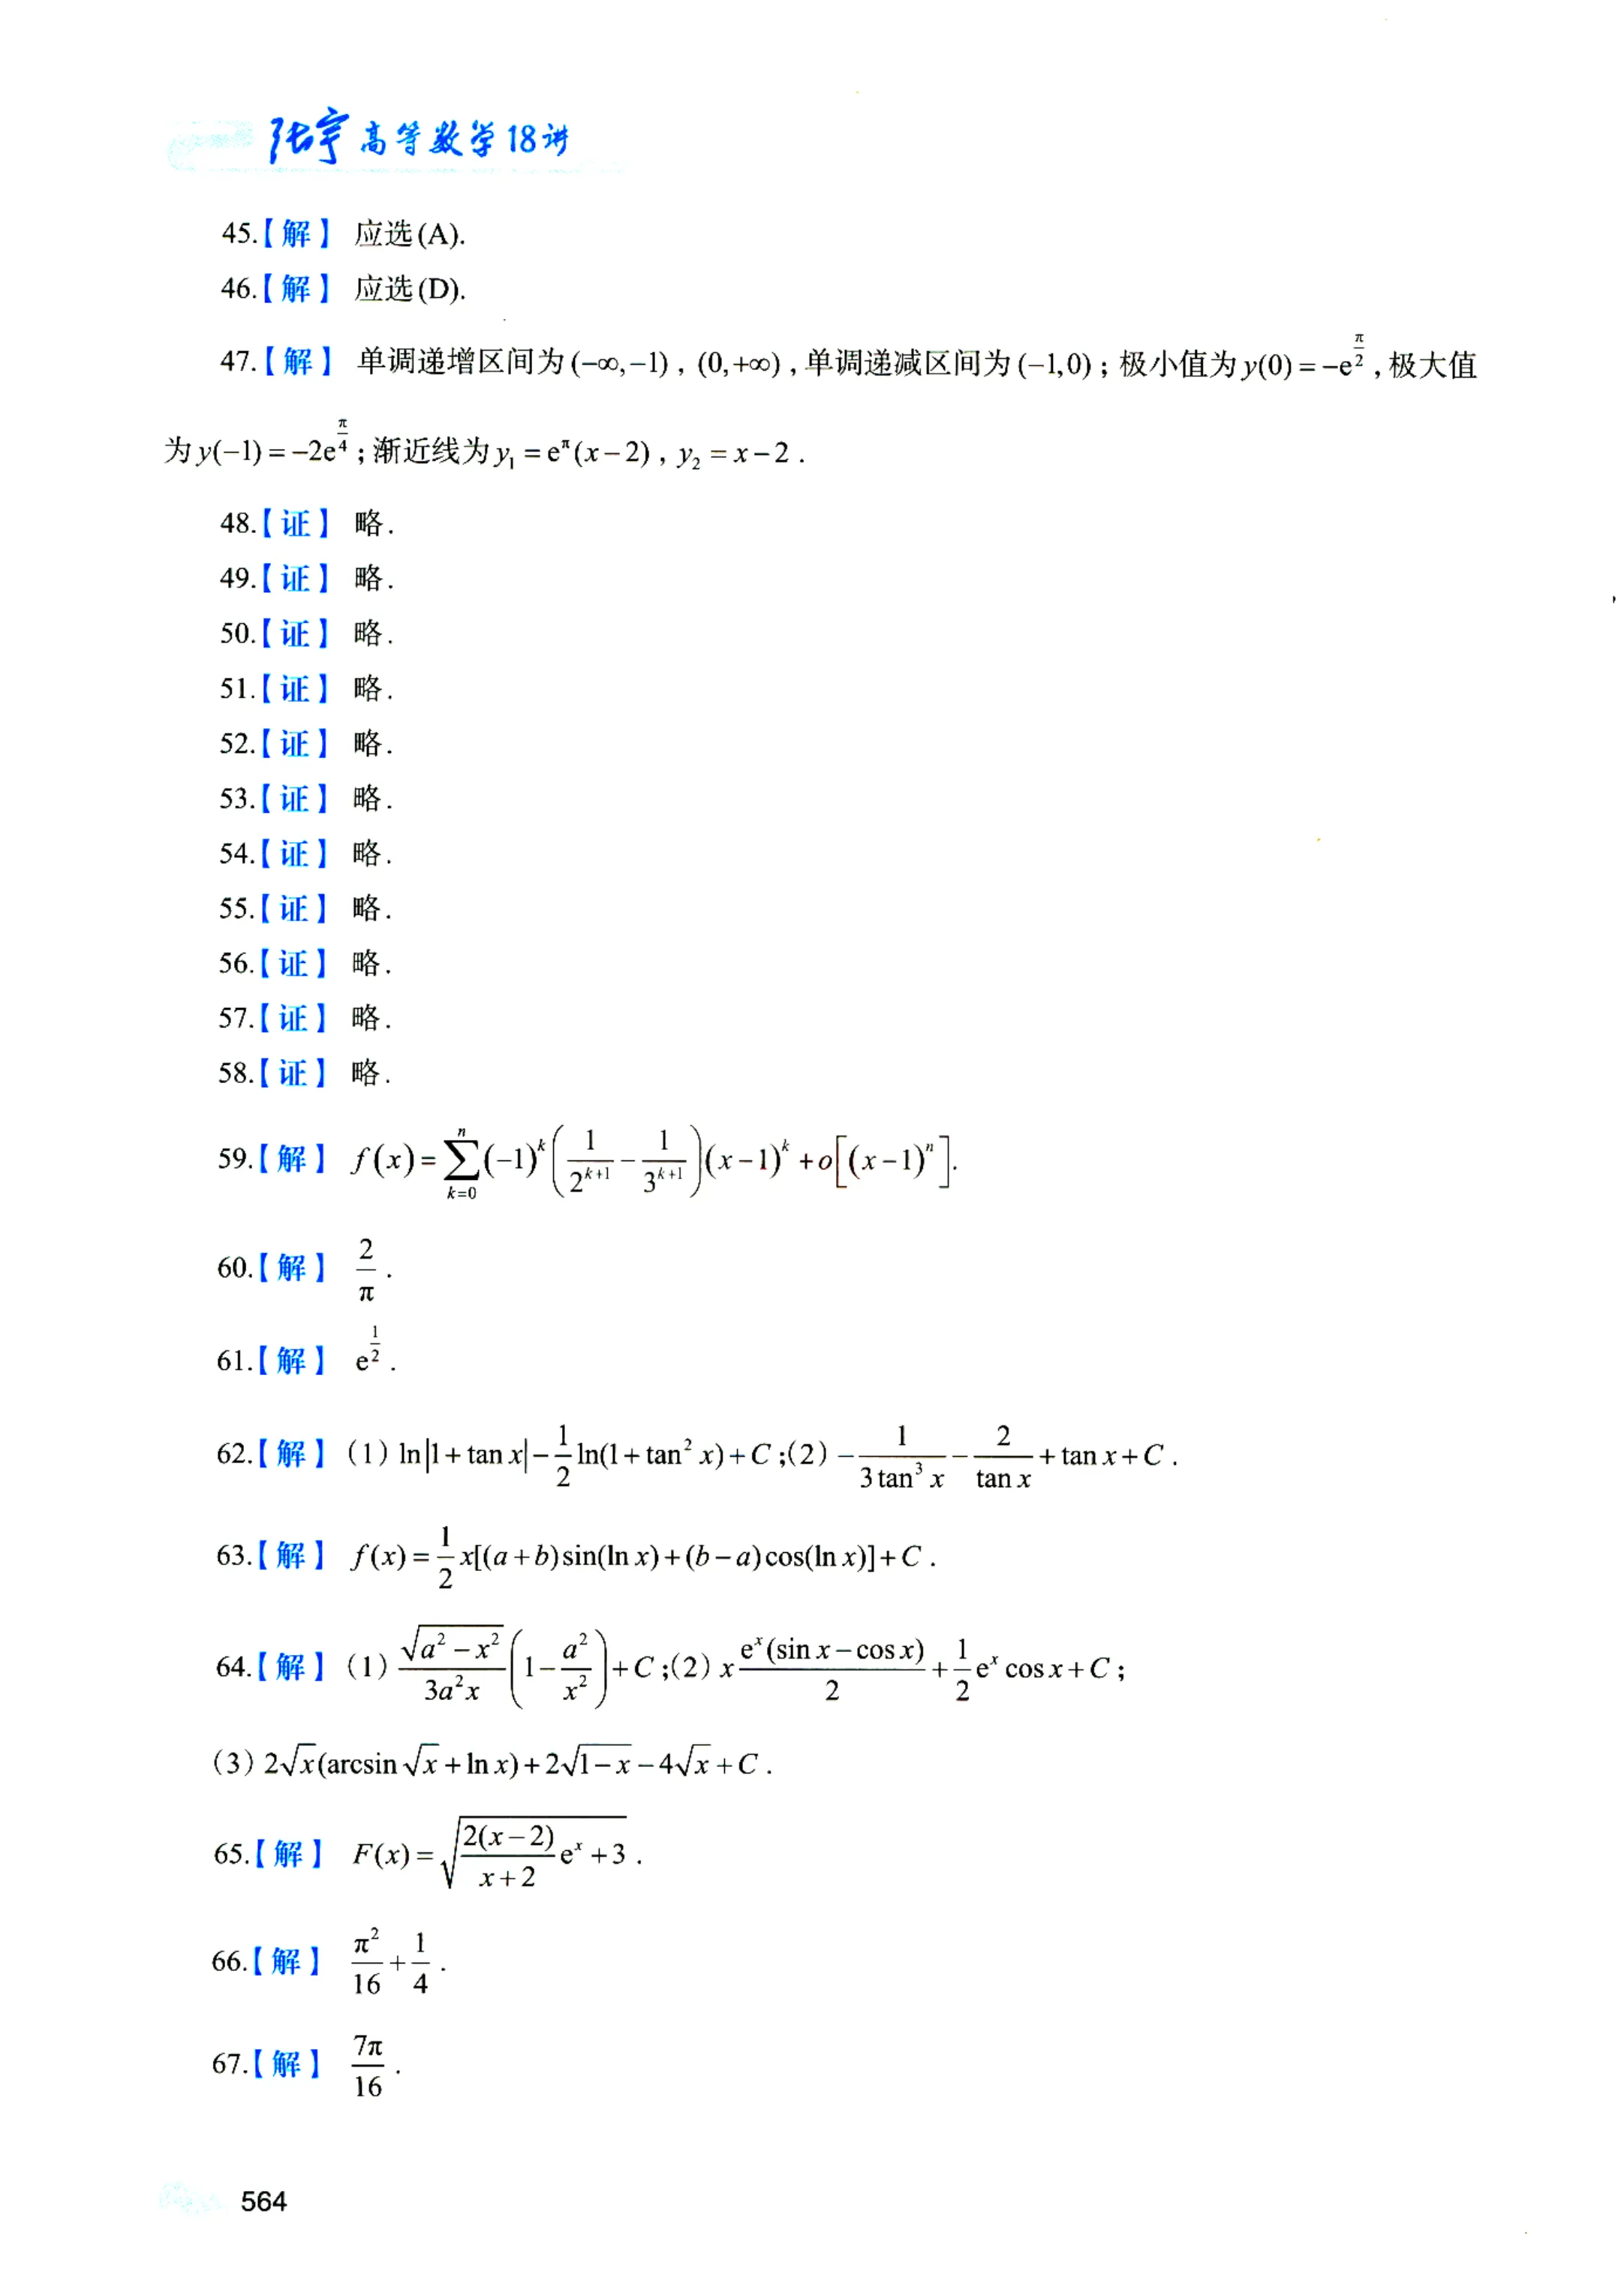 张宇高等数学18讲
45.【解】 应选(A).
46.【解】 应选(D).
47.【解】 单调递增区间为 $(-\infty,-1)$ , $(0,+\infty)$ ,单调递减区间为 $(-1,0)$ ; 极小值为 $y(0)=-\mathrm{e}^{\frac{\pi}{2}}$ ,极大值
为 $y(-1)=-2\mathrm{e}^{\frac{\pi}{4}}$ ;渐近线为 $y_1=\mathrm{e}^{\pi}(x-2)$ , $y_2=x-2$ .
48.【证】 略.
49.【证】 略.
50.【证】 略.
51.【证】 略.
52.【证】 略.
53.【证】 略.
54.【证】 略.
55.【证】 略.
56.【证】 略.
57.【证】 略.
58.【证】 略.
59.【解】 $f(x)=\sum_{k=0}^{n}(-1)^k\left(\frac{1}{2^{k+1}}-\frac{1}{3^{k+1}}\right)(x-1)^k+o\left[(x-1)^n\right]$.
60.【解】 $\frac{2}{\pi}$ .
61.【解】 $\mathrm{e}^{\frac{1}{2}}$ .
62.【解】 (1) $\ln|1+\tan x|-\frac{1}{2}\ln(1+\tan^2 x)+C$ ;(2) $-\frac{1}{3\tan^3 x}-\frac{2}{\tan x}+\tan x+C$ .
63.【解】 $f(x)=\frac{1}{2}x[(a+b)\sin(\ln x)+(b-a)\cos(\ln x)]+C$ .
64.【解】 (1) $\frac{\sqrt{a^2-x^2}}{3a^2x}\left(1-\frac{a^2}{x^2}\right)+C$ ;(2) $x\frac{\mathrm{e}^x(\sin x-\cos x)}{2}+\frac{1}{2}\mathrm{e}^x\cos x+C$ ;
(3) $2\sqrt{x}(\arcsin\sqrt{x}+\ln x)+2\sqrt{1-x}-4\sqrt{x}+C$ .
65.【解】 $F(x)=\sqrt{\frac{2(x-2)}{x+2}\mathrm{e}^x+3}$ .
66.【解】 $\frac{\pi^2}{16}+\frac{1}{4}$ .
67.【解】 $\frac{7\pi}{16}$ .
564